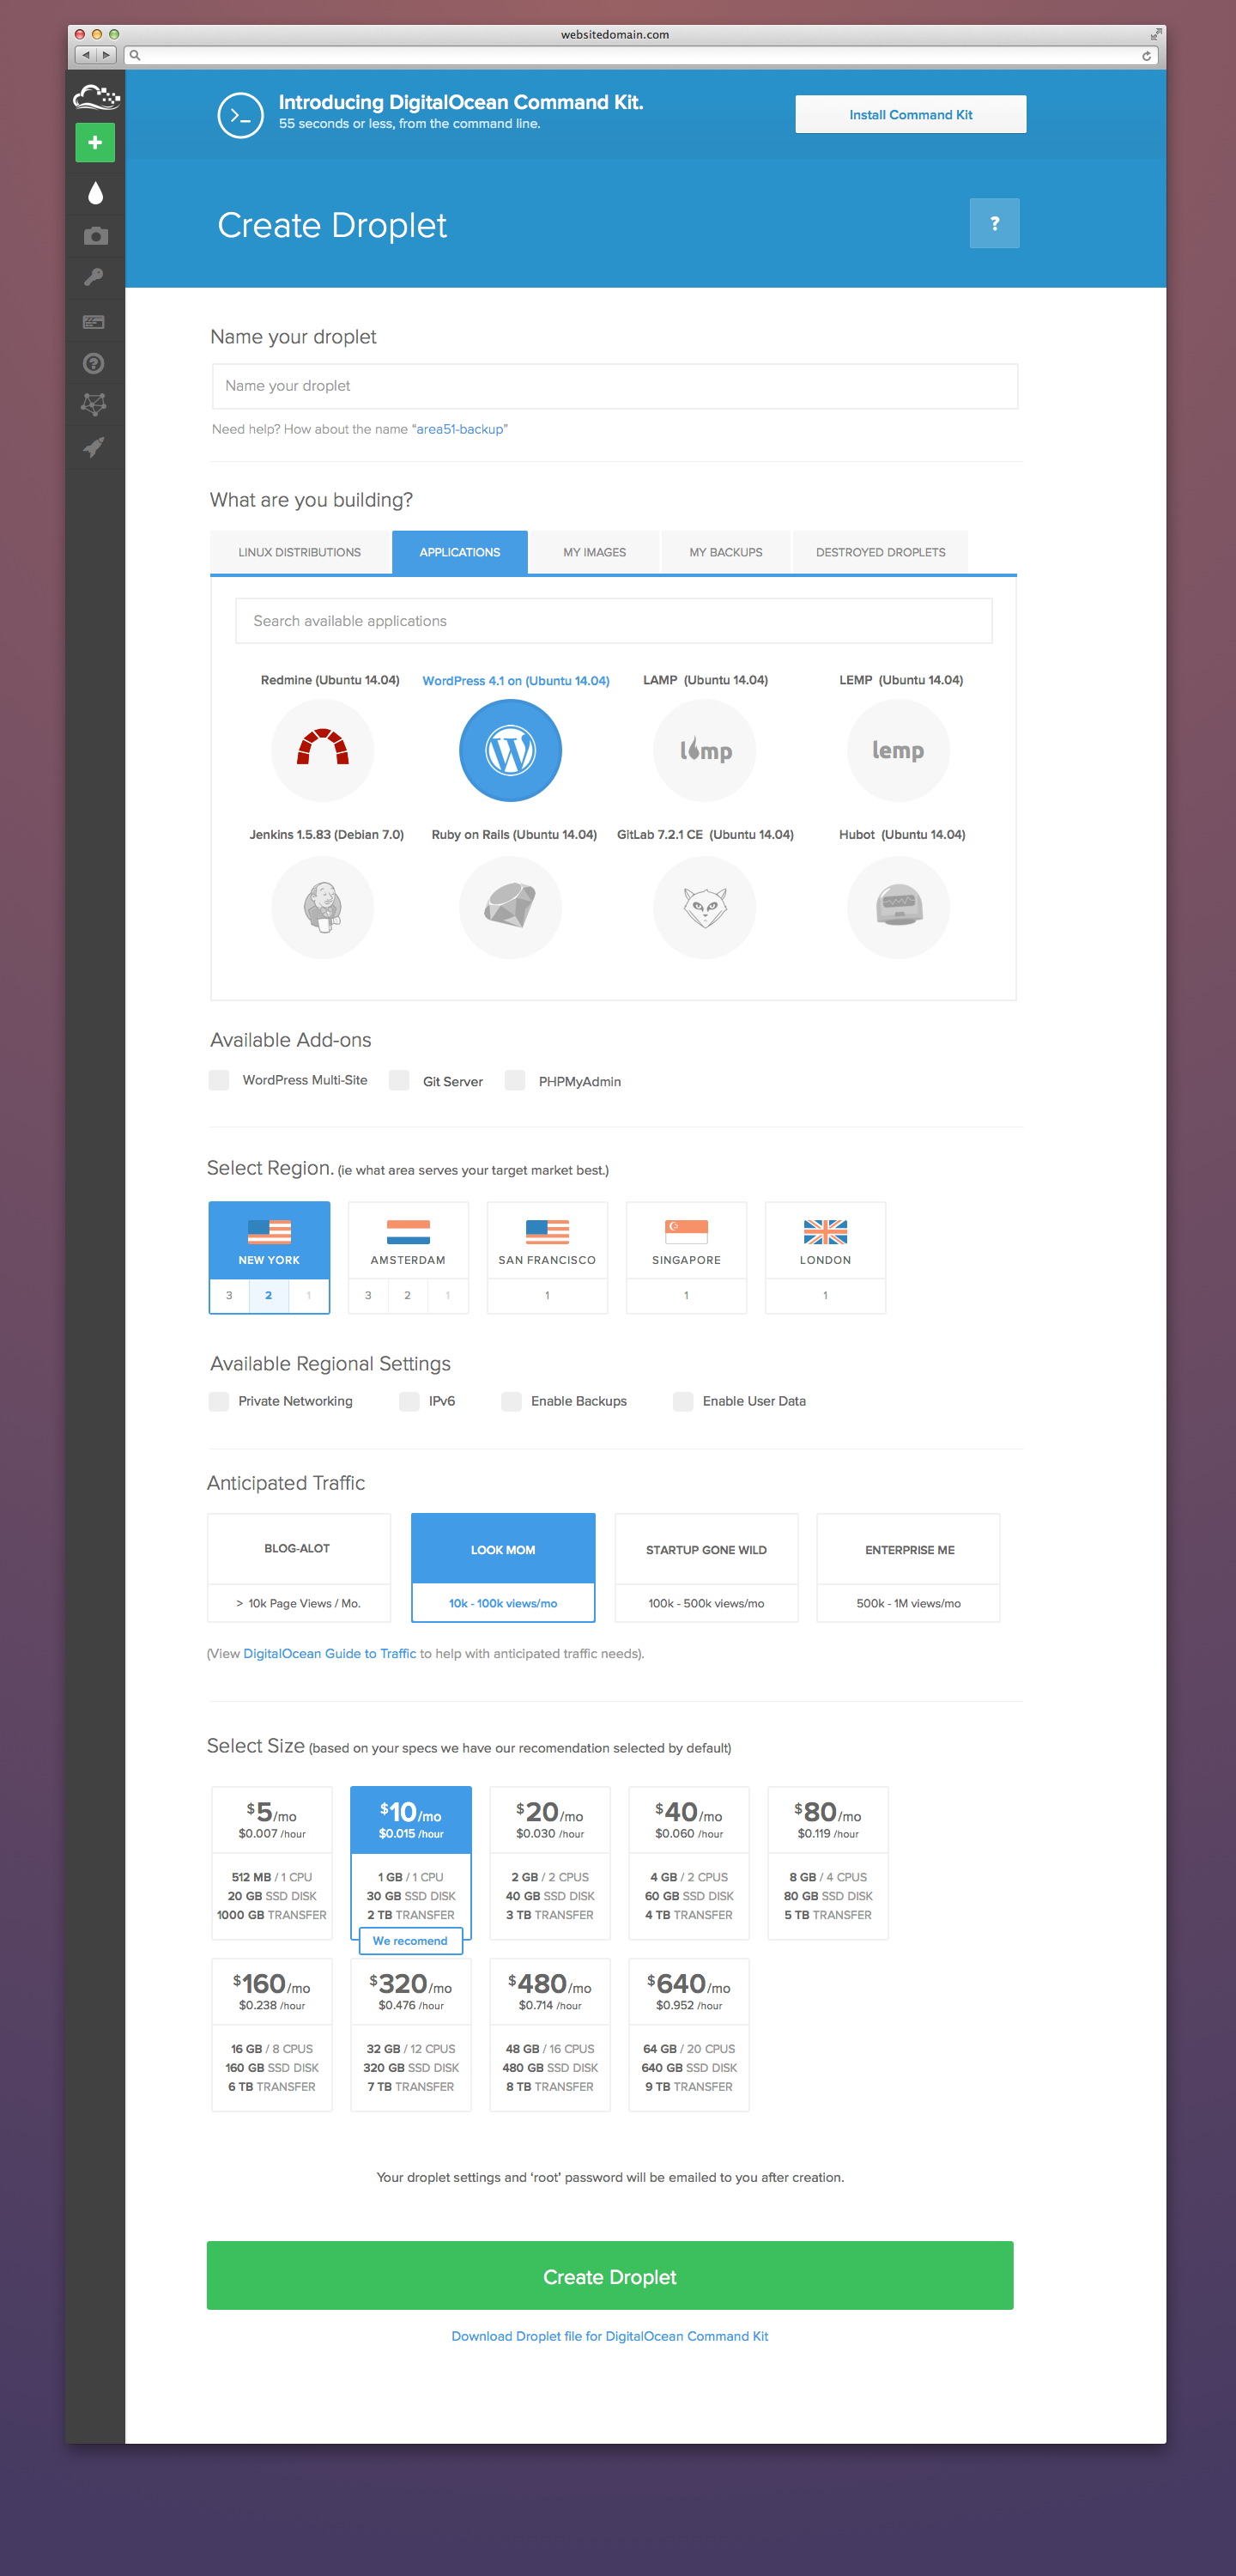 websitedomain.com
Introducing DigitalOcean Command Kit.
55 seconds or less, from the command line.
Install Command Kit
Create Droplet
?
Name your droplet
Name your droplet
Need help? How about the name “area51-backup”
What are you building?
LINUX DISTRIBUTIONS APPLICATIONS MY IMAGES MY BACKUPS DESTROYED DROPLETS
Search available applications
Redmine (Ubuntu 14.04) WordPress 4.1 on (Ubuntu 14.04) LAMP (Ubuntu 14.04) LEMP (Ubuntu 14.04)
lamp lemp
Jenkins 1.5.83 (Debian 7.0) Ruby on Rails (Ubuntu 14.04) GitLab 7.2.1 CE (Ubuntu 14.04) Hubot (Ubuntu 14.04)
Available Add-ons
WordPress Multi-Site Git Server PHPMyAdmin
Select Region. (ie what area serves your target market best.)
NEW YORK AMSTERDAM SAN FRANCISCO SINGAPORE LONDON
3 2 1 3 2 1 1 1 1
Available Regional Settings
Private Networking IPv6 Enable Backups Enable User Data
Anticipated Traffic
BLOG-ALOT LOOK MOM STARTUP GONE WILD ENTERPRISE ME
> 10k Page Views / Mo. 10k - 100k views/mo 100k - 500k views/mo 500k - 1M views/mo
(View DigitalOcean Guide to Traffic to help with anticipated traffic needs).
Select Size (based on your specs we have our recomendation selected by default)
$5/mo $10/mo $20/mo $40/mo $80/mo
$0.007 /hour $0.015 /hour $0.030 /hour $0.060 /hour $0.119 /hour
512 MB / 1 CPU 1 GB / 1 CPU 2 GB / 2 CPUS 4 GB / 2 CPUS 8 GB / 4 CPUS
20 GB SSD DISK 30 GB SSD DISK 40 GB SSD DISK 60 GB SSD DISK 80 GB SSD DISK
1000 GB TRANSFER 2 TB TRANSFER 3 TB TRANSFER 4 TB TRANSFER 5 TB TRANSFER
We recomend
$160/mo $320/mo $480/mo $640/mo
$0.238 /hour $0.476 /hour $0.714 /hour $0.952 /hour
16 GB / 8 CPUS 32 GB / 12 CPUS 48 GB / 16 CPUS 64 GB / 20 CPUS
160 GB SSD DISK 320 GB SSD DISK 480 GB SSD DISK 640 GB SSD DISK
6 TB TRANSFER 7 TB TRANSFER 8 TB TRANSFER 9 TB TRANSFER
Your droplet settings and ‘root’ password will be emailed to you after creation.
Create Droplet
Download Droplet file for DigitalOcean Command Kit